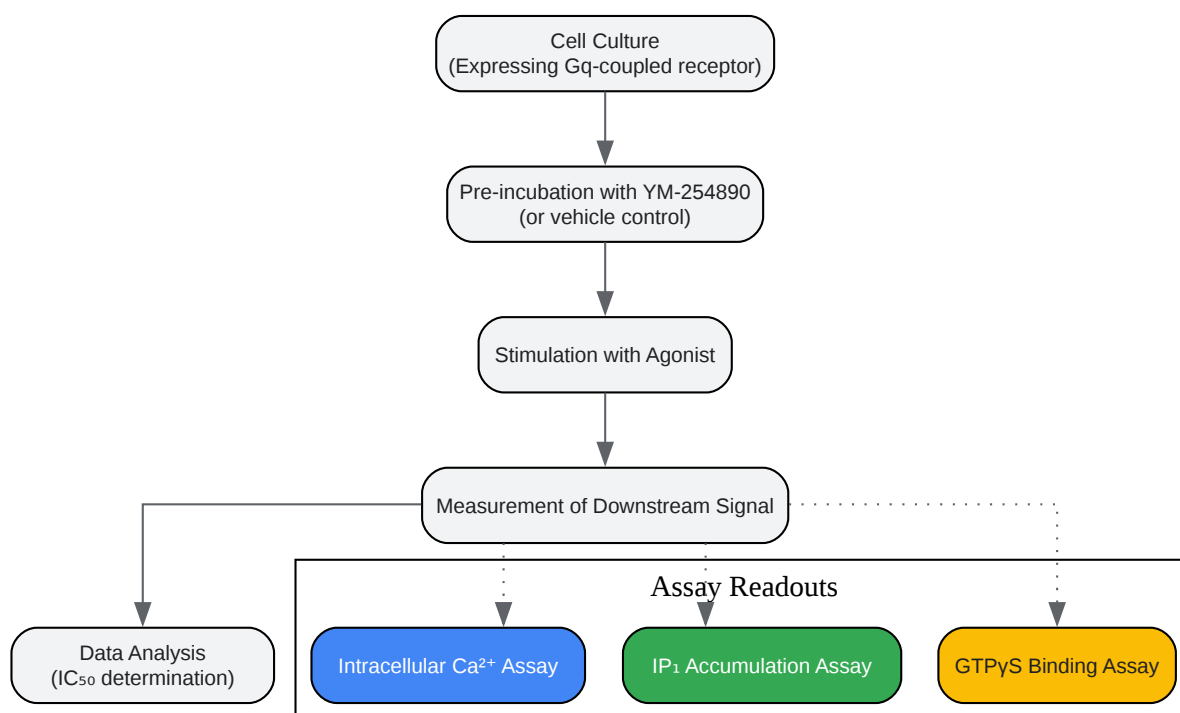 Cell Culture
(Expressing Gq-coupled receptor)
Pre-incubation with YM-254890
(or vehicle control)
Stimulation with Agonist
Measurement of Downstream Signal
Assay Readouts
Data Analysis
(IC₅₀ determination)
Intracellular Ca²⁺ Assay
IP₁ Accumulation Assay
GTPγS Binding Assay